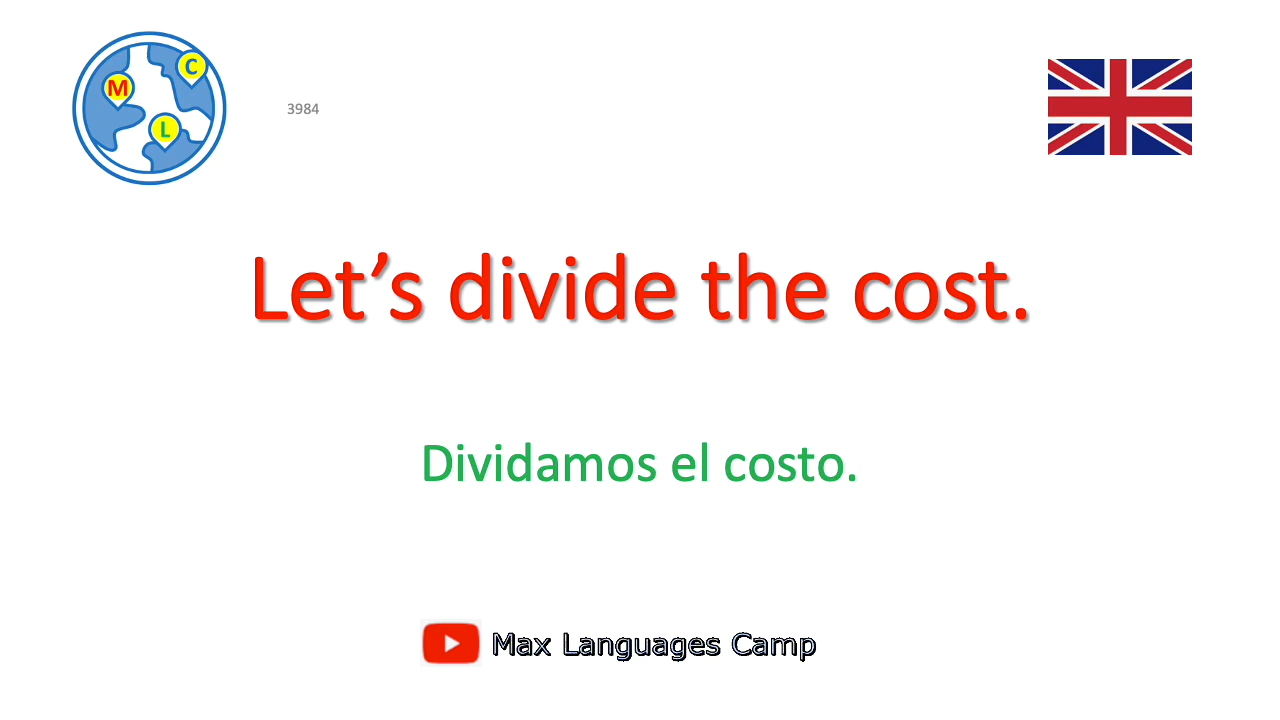 C
M
L
3984
Let’s divide the cost.
Dividamos el costo.
Max Languages Camp